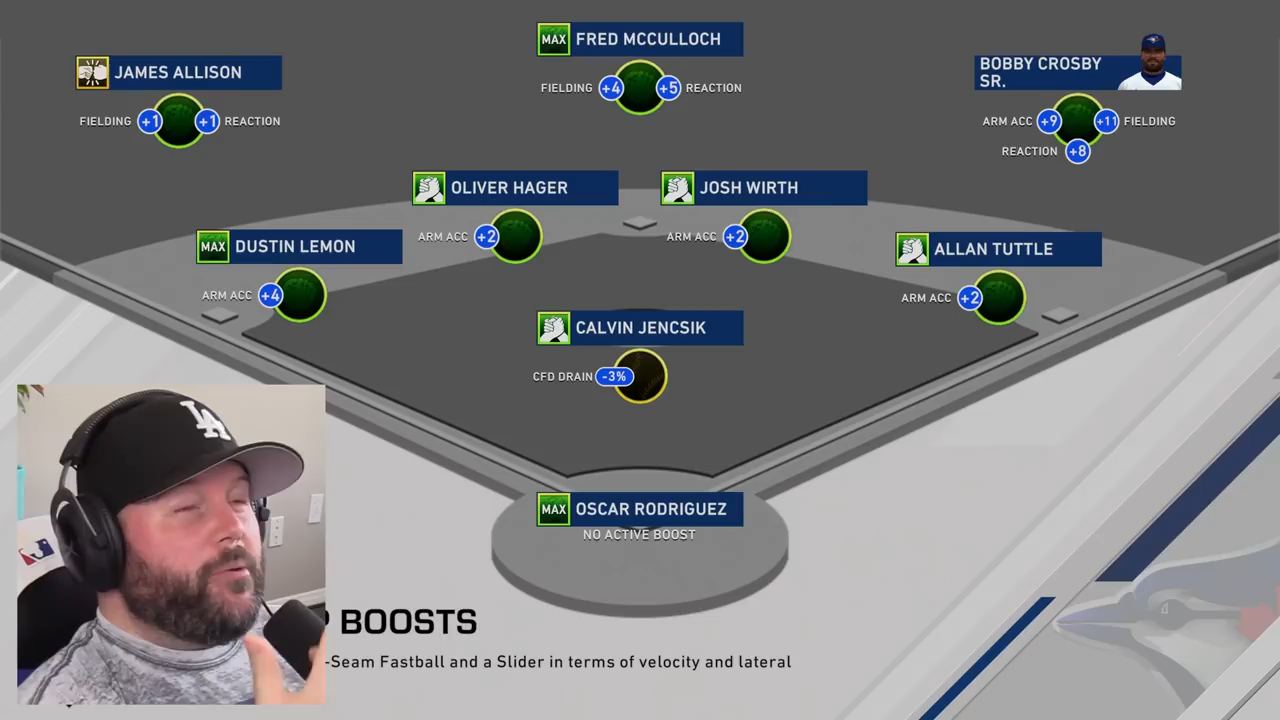 MAX FRED MCCULLOCH
FIELDING +4 +5 REACTION
JAMES ALLISON
FIELDING +1 +1 REACTION
BOBBY CROSBY
SR.
ARM ACC +9 +11 FIELDING
REACTION +8
OLIVER HAGER
ARM ACC +2
JOSH WIRTH
ARM ACC +2
MAX DUSTIN LEMON
ARM ACC +4
ALLAN TUTTLE
ARM ACC +2
CALVIN JENCSIK
CFD DRAIN -3%
MAX OSCAR RODRIGUEZ
NO ACTIVE BOOST
LA
BOOSTS
-Seam Fastball and a Slider in terms of velocity and lateral